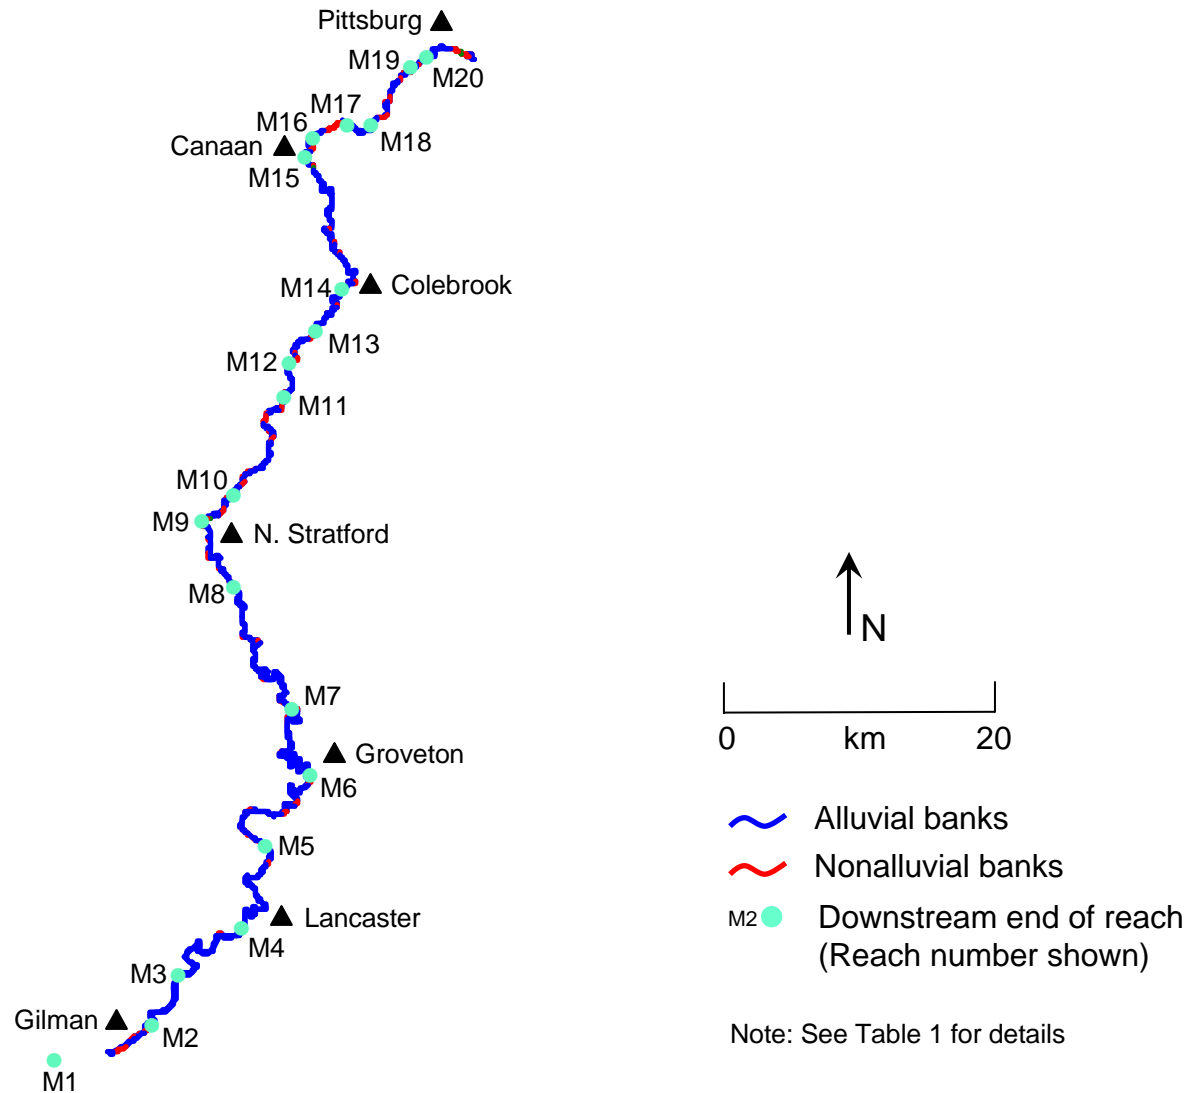 Pittsburg
M19
M20
M17
M16
M18
Canaan
M15
M14
Colebrook
M13
M12
M11
M10
M9
N. Stratford
M8
N
M7
0 km 20
Groveton
M6
Alluvial banks
M5
Nonalluvial banks
Lancaster
M2 Downstream end of reach
(Reach number shown)
M4
M3
Gilman
M2
Note: See Table 1 for details
M1